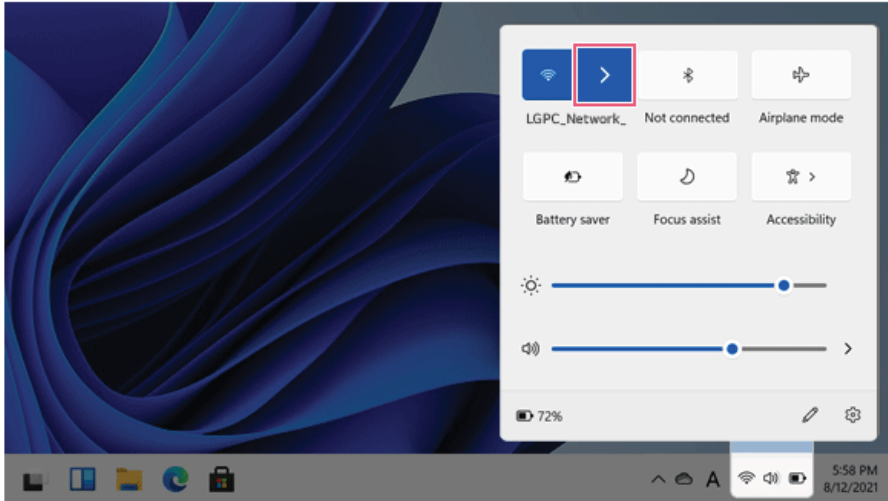 LGPC_Network_ Not connected Airplane mode
Battery saver Focus assist Accessibility
72%
A 5:58 PM
8/12/2021